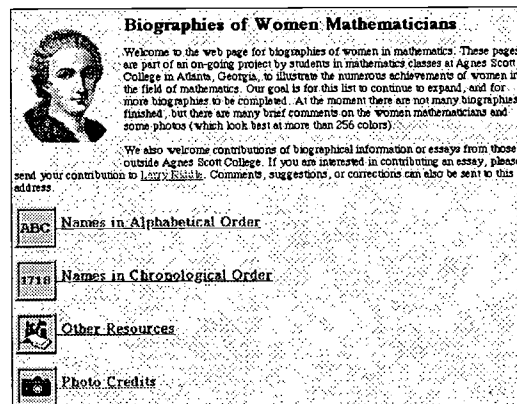 Biographies of Women Mathematicians
Welcome to the web page for biographies of women in mathematics. These pages
are part of an on-going project by students in mathematics classes at Agnes Scott
College in Atlanta, Georgia, to illustrate the numerous achievements of women in
the field of mathematics. Our goal is for this list to continue to expand, and for
more biographies to be completed. At the moment there are not many biographies
finished, but there are many brief comments on the women mathematicians and
some photos (which look best at more than 256 colors).
We also welcome contributions of biographical information or essays from those
outside Agnes Scott College. If you are interested in contributing an essay, please
send your contribution to Larry Riddle. Comments, suggestions, or corrections can also be sent to this
address.
ABC Names in Alphabetical Order
1718 Names in Chronological Order
Other Resources
Photo Credits